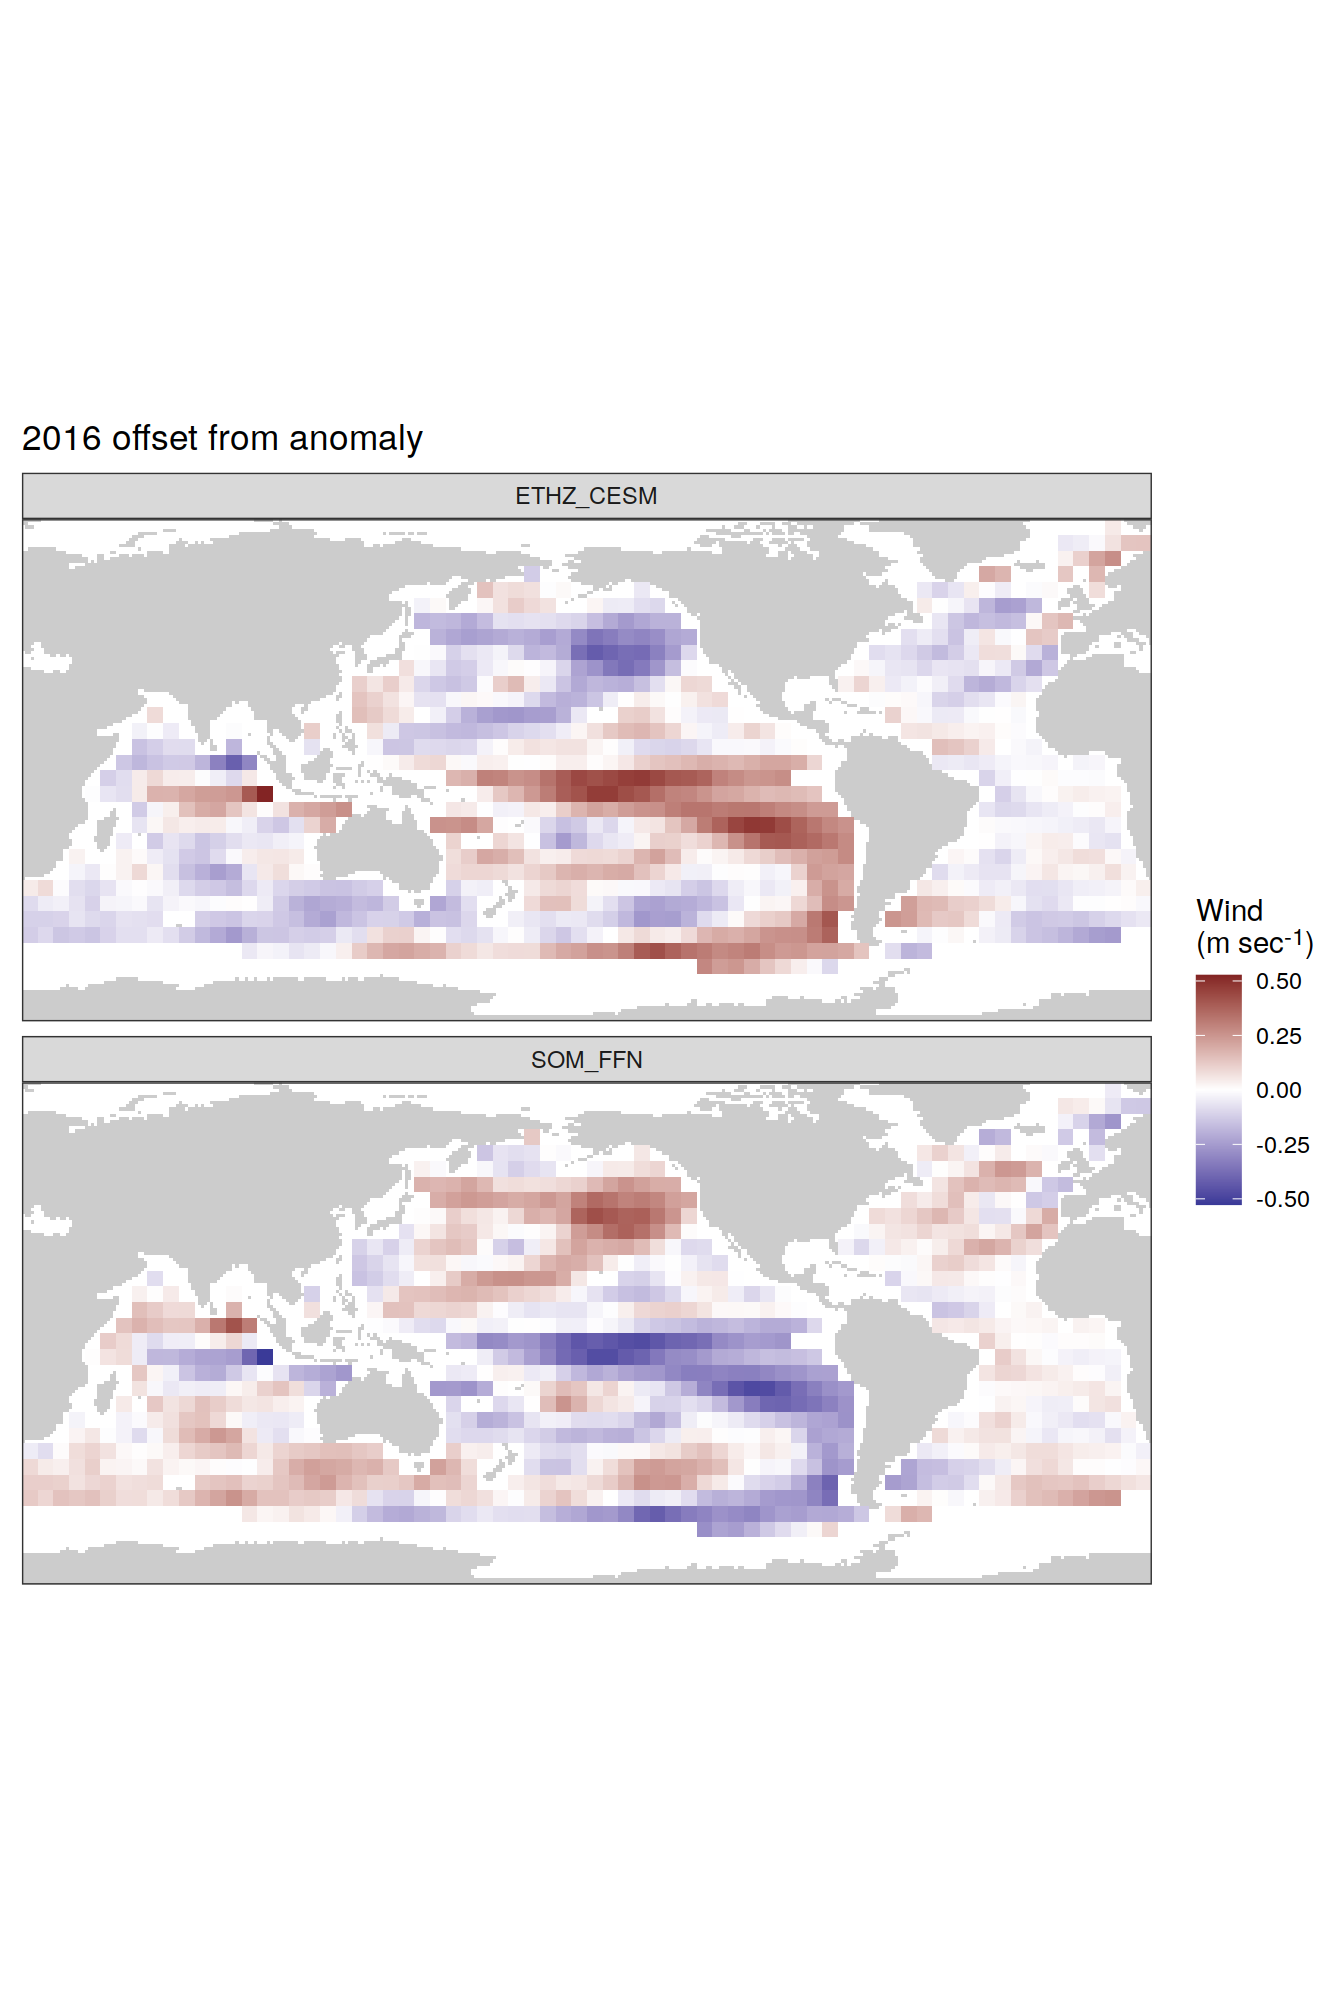 2016 offset from anomaly
ETHZ_CESM
SOM_FFN
Wind
(m sec-1)
0.50
0.25
0.00
-0.25
-0.50